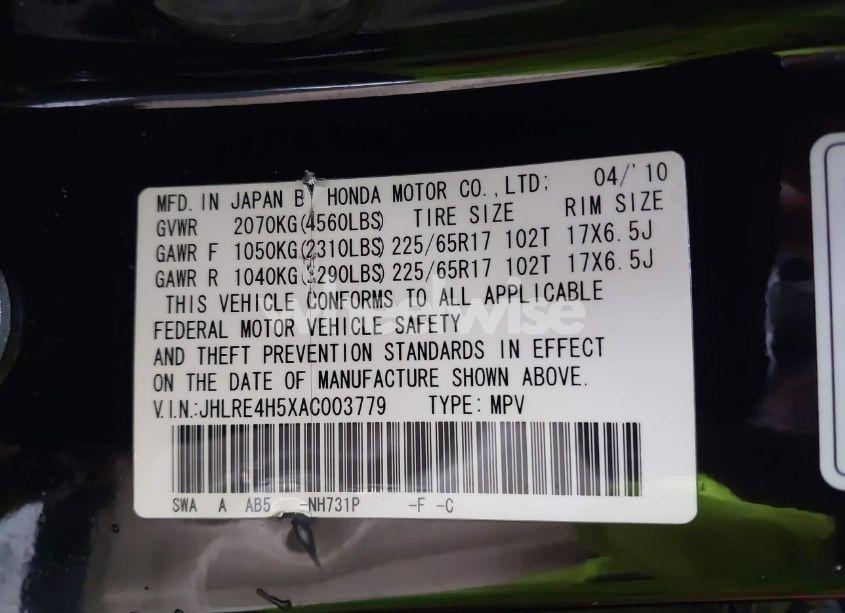 MFD. IN JAPAN B HONDA MOTOR CO., LTD; 04/'10
GVWR 2070KG(4560LBS) TIRE SIZE RIM SIZE
GAWR F 1050KG(2310LBS) 225/65R17 102T 17X6.5J
GAWR R 1040KG( 290LBS) 225/65R17 102T 17X6.5J
THIS VEHICLE CONFORMS TO ALL APPLICABLE
FEDERAL MOTOR VEHICLE SAFETY
AND THEFT PREVENTION STANDARDS IN EFFECT
ON THE DATE OF MANUFACTURE SHOWN ABOVE.
V.I.N.:JHLRE4H5XAC003779 TYPE: MPV
SWA A AB5 -NH731P -F -C
wheelwise